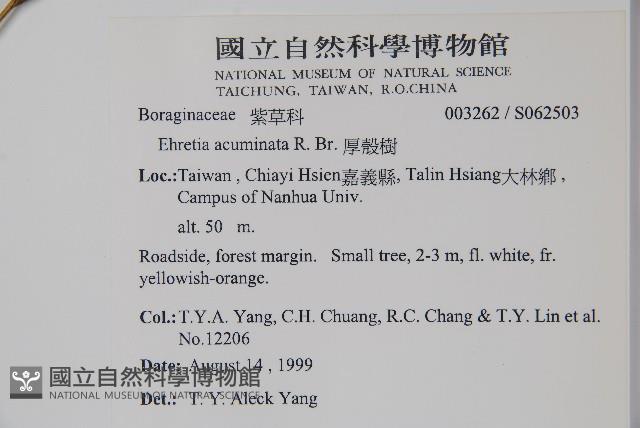 國立自然科學博物館
NATIONAL MUSEUM OF NATURAL SCIENCE
TAICHUNG, TAIWAN, R.O.CHINA
Boraginaceae 紫草科 003262 / S062503
Ehretia acuminata R. Br. 厚殼樹
Loc.:Taiwan , Chiayi Hsien嘉義縣, Talin Hsiang大林鄉 ,
Campus of Nanhua Univ.
alt. 50 m.
Roadside, forest margin. Small tree, 2-3 m, fl. white, fr.
yellowish-orange.
Col.:T.Y.A. Yang, C.H. Chuang, R.C. Chang & T.Y. Lin et al.
No.12206
Date: August 14 , 1999
國立自然科學博物館
NATIONAL MUSEUM OF NATURAL SCIENCE
Det.: T. Y. Aleck Yang